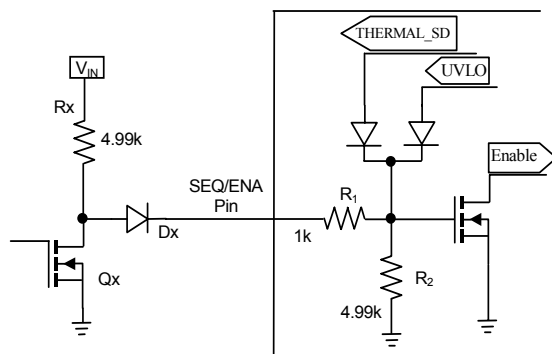 THERMAL_SD
UVLO
VIN
Rx
4.99k
Enable
SEQ/ENA
Pin
R1
Dx
1k
Qx
R2
4.99k